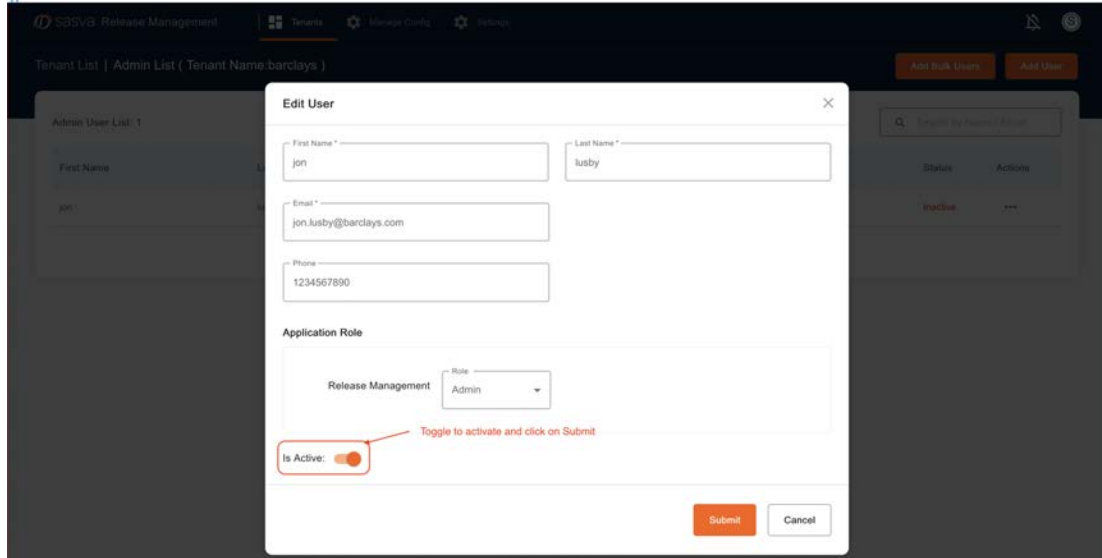 sasva Release Management Tenants Manage Config Settings S
Tenant List | Admin List ( Tenant Name:barclays ) Add Bulk Users Add User
Edit User
Admin User List: 1
First Name *
Last Name *
jon
lusby
First Name
Status Actions
Email *
jon.lusby@barclays.com
jon
Inactive
Phone
1234567890
Application Role
Role
Release Management
Admin
Toggle to activate and click on Submit
Is Active:
Submit Cancel